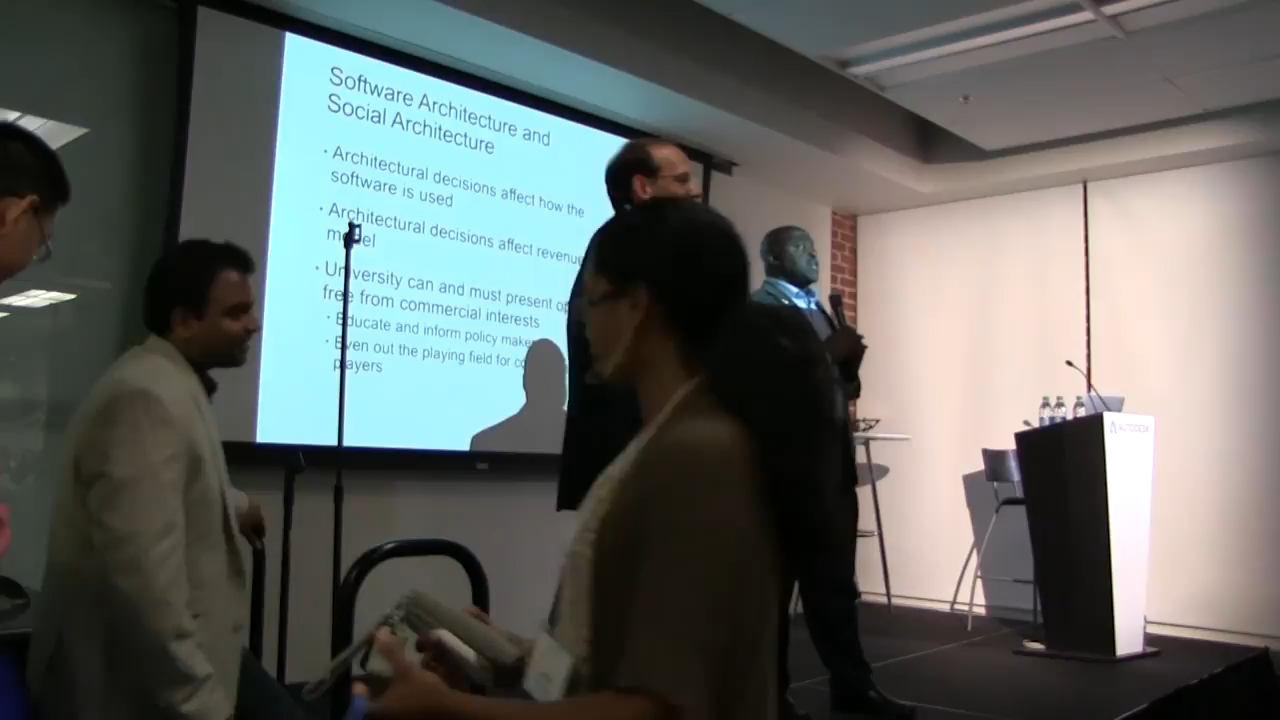 Software Architecture and
Social Architecture
· Architectural decisions affect how the
software is used
· Architectural decisions affect revenue
model
· University can and must present
free from commercial interests
· Educate and inform policy
· Even out the playing field for
players
AUTODESK